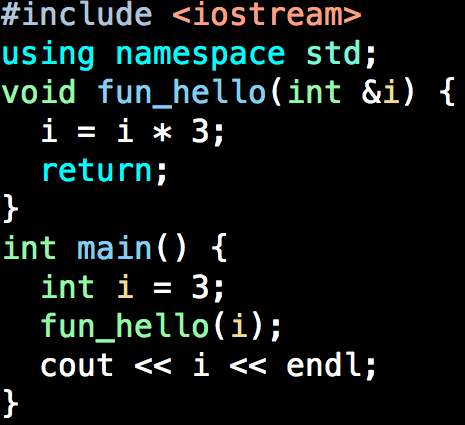 #include <iostream>
using namespace std;
void fun_hello(int &i) {
  i = i * 3;
  return;
}
int main() {
  int i = 3;
  fun_hello(i);
  cout << i << endl;
}